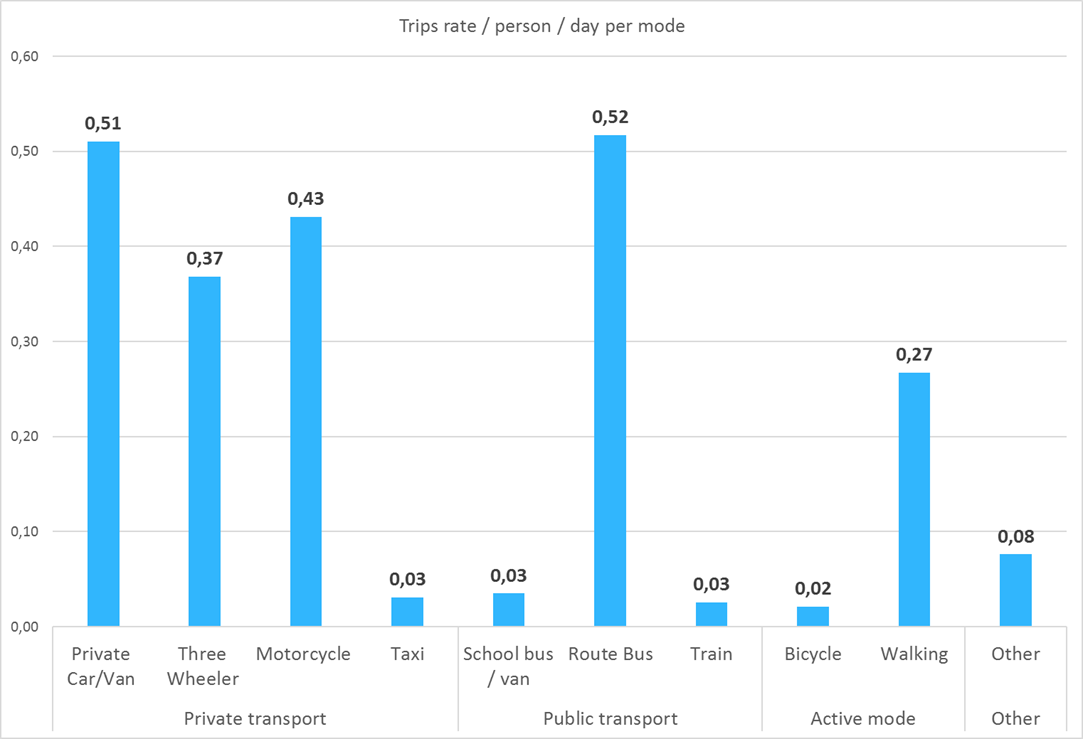 Trips rate / person / day per mode
0,60
0,50
0,40
0,30
0,20
0,10
0,00
0,51
0,37
0,43
0,03
0,03
0,52
0,03
0,02
0,27
0,08
Private
Car/Van
Three
Wheeler
Motorcycle
Taxi
School bus
/ van
Route Bus
Train
Bicycle
Walking
Other
Private transport
Public transport
Active mode
Other